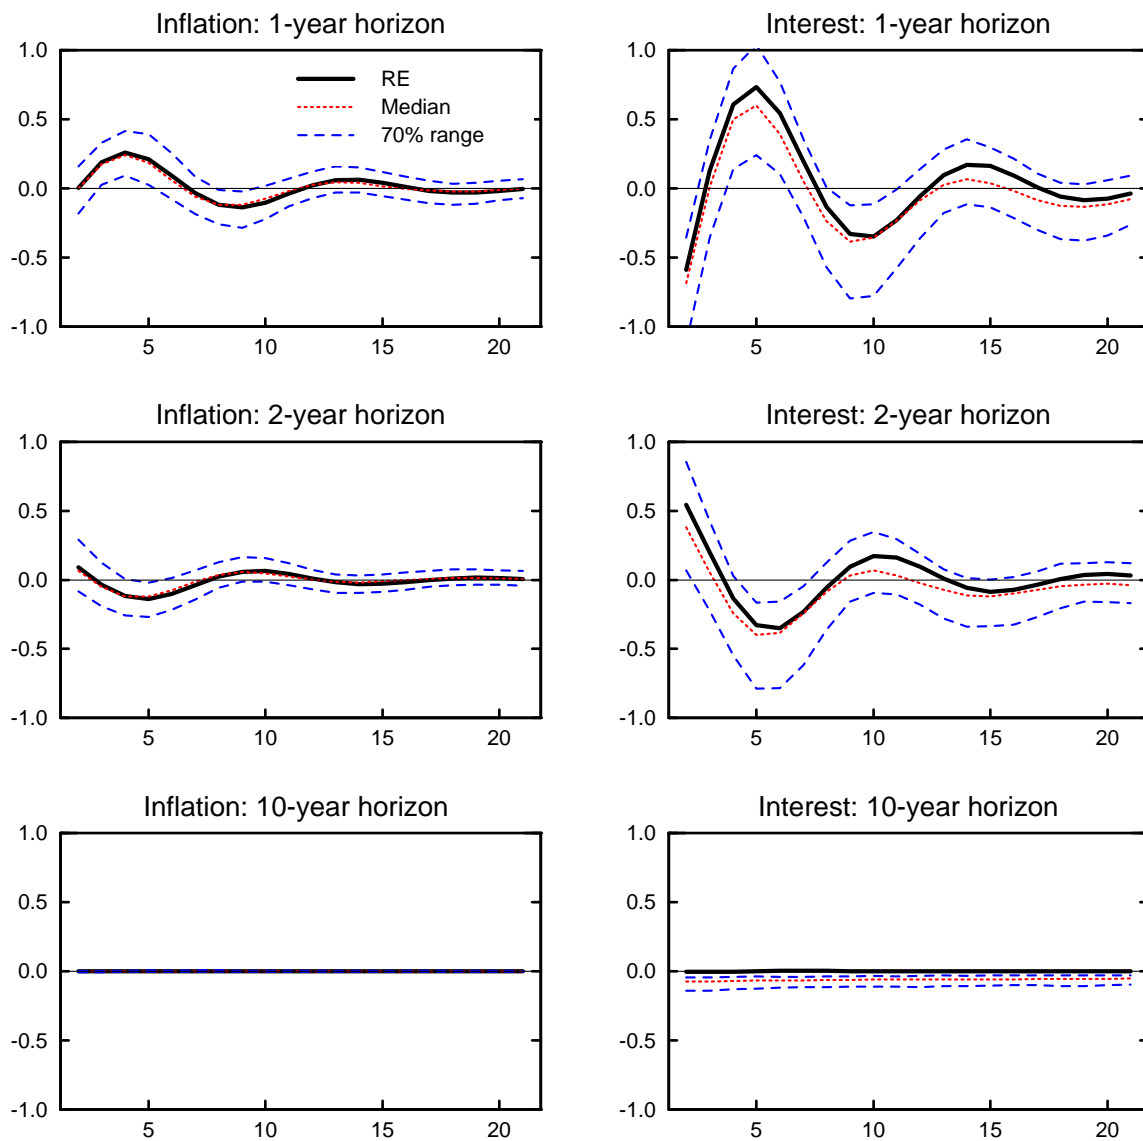 Inflation: 1-year horizon
1.0
0.5
0.0
-0.5
-1.0
5 10 15 20
RE
Median
70% range
Interest: 1-year horizon
1.0
0.5
0.0
-0.5
-1.0
5 10 15 20
Inflation: 2-year horizon
1.0
0.5
0.0
-0.5
-1.0
5 10 15 20
Interest: 2-year horizon
1.0
0.5
0.0
-0.5
-1.0
5 10 15 20
Inflation: 10-year horizon
1.0
0.5
0.0
-0.5
-1.0
5 10 15 20
Interest: 10-year horizon
1.0
0.5
0.0
-0.5
-1.0
5 10 15 20